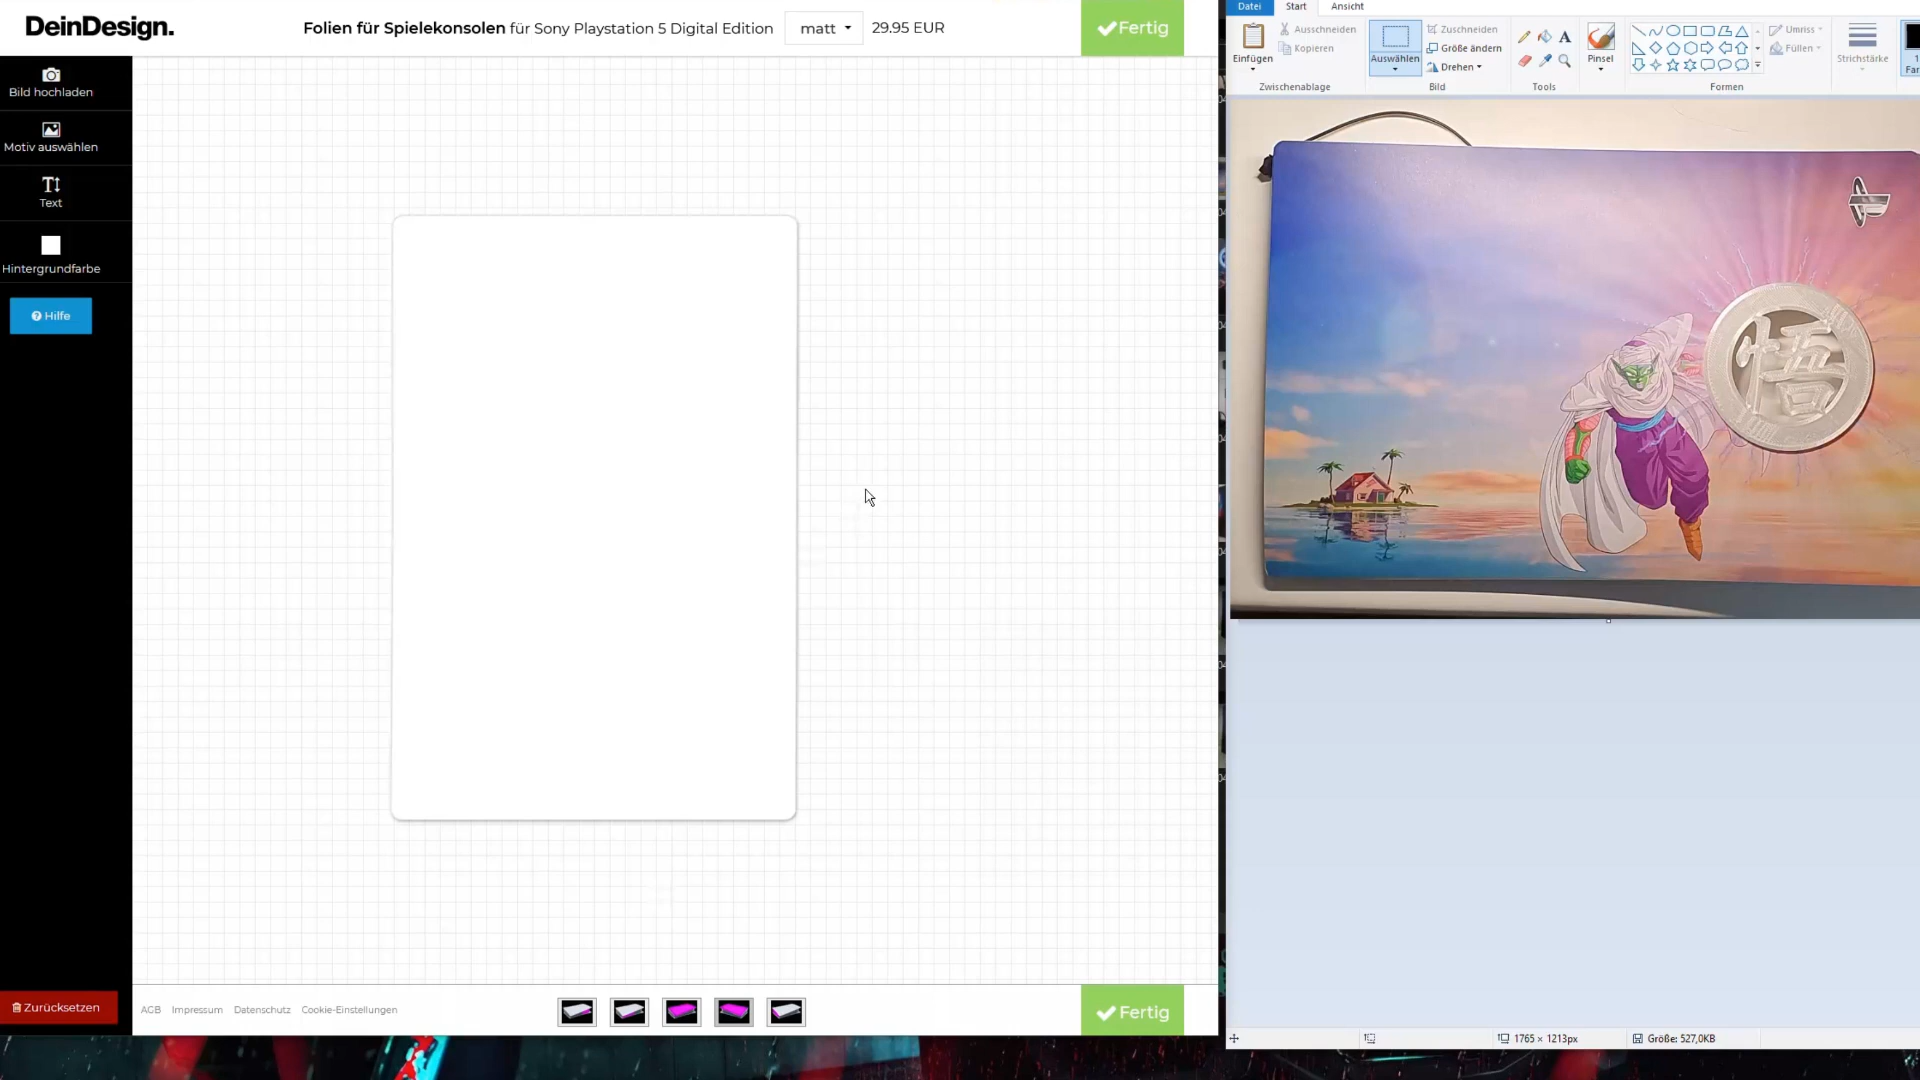 DeinDesign.
Folien für Spielekonsolen für Sony Playstation 5 Digital Edition
matt
29.95 EUR
Fertig
Bild hochladen
Motiv auswählen
Text
Hintergrundfarbe
Hilfe
Zurücksetzen
AGB
Impressum
Datenschutz
Cookie-Einstellungen
Fertig
Datei
Start
Ansicht
Einfügen
Ausschneiden
Kopieren
Zwischenablage
Auswählen
Zuschneiden
Größe ändern
Drehen
Bild
Tools
Pinsel
Formen
Umriss
Füllen
Strichstärke
悟
1765 × 1213px
Größe: 527,0KB